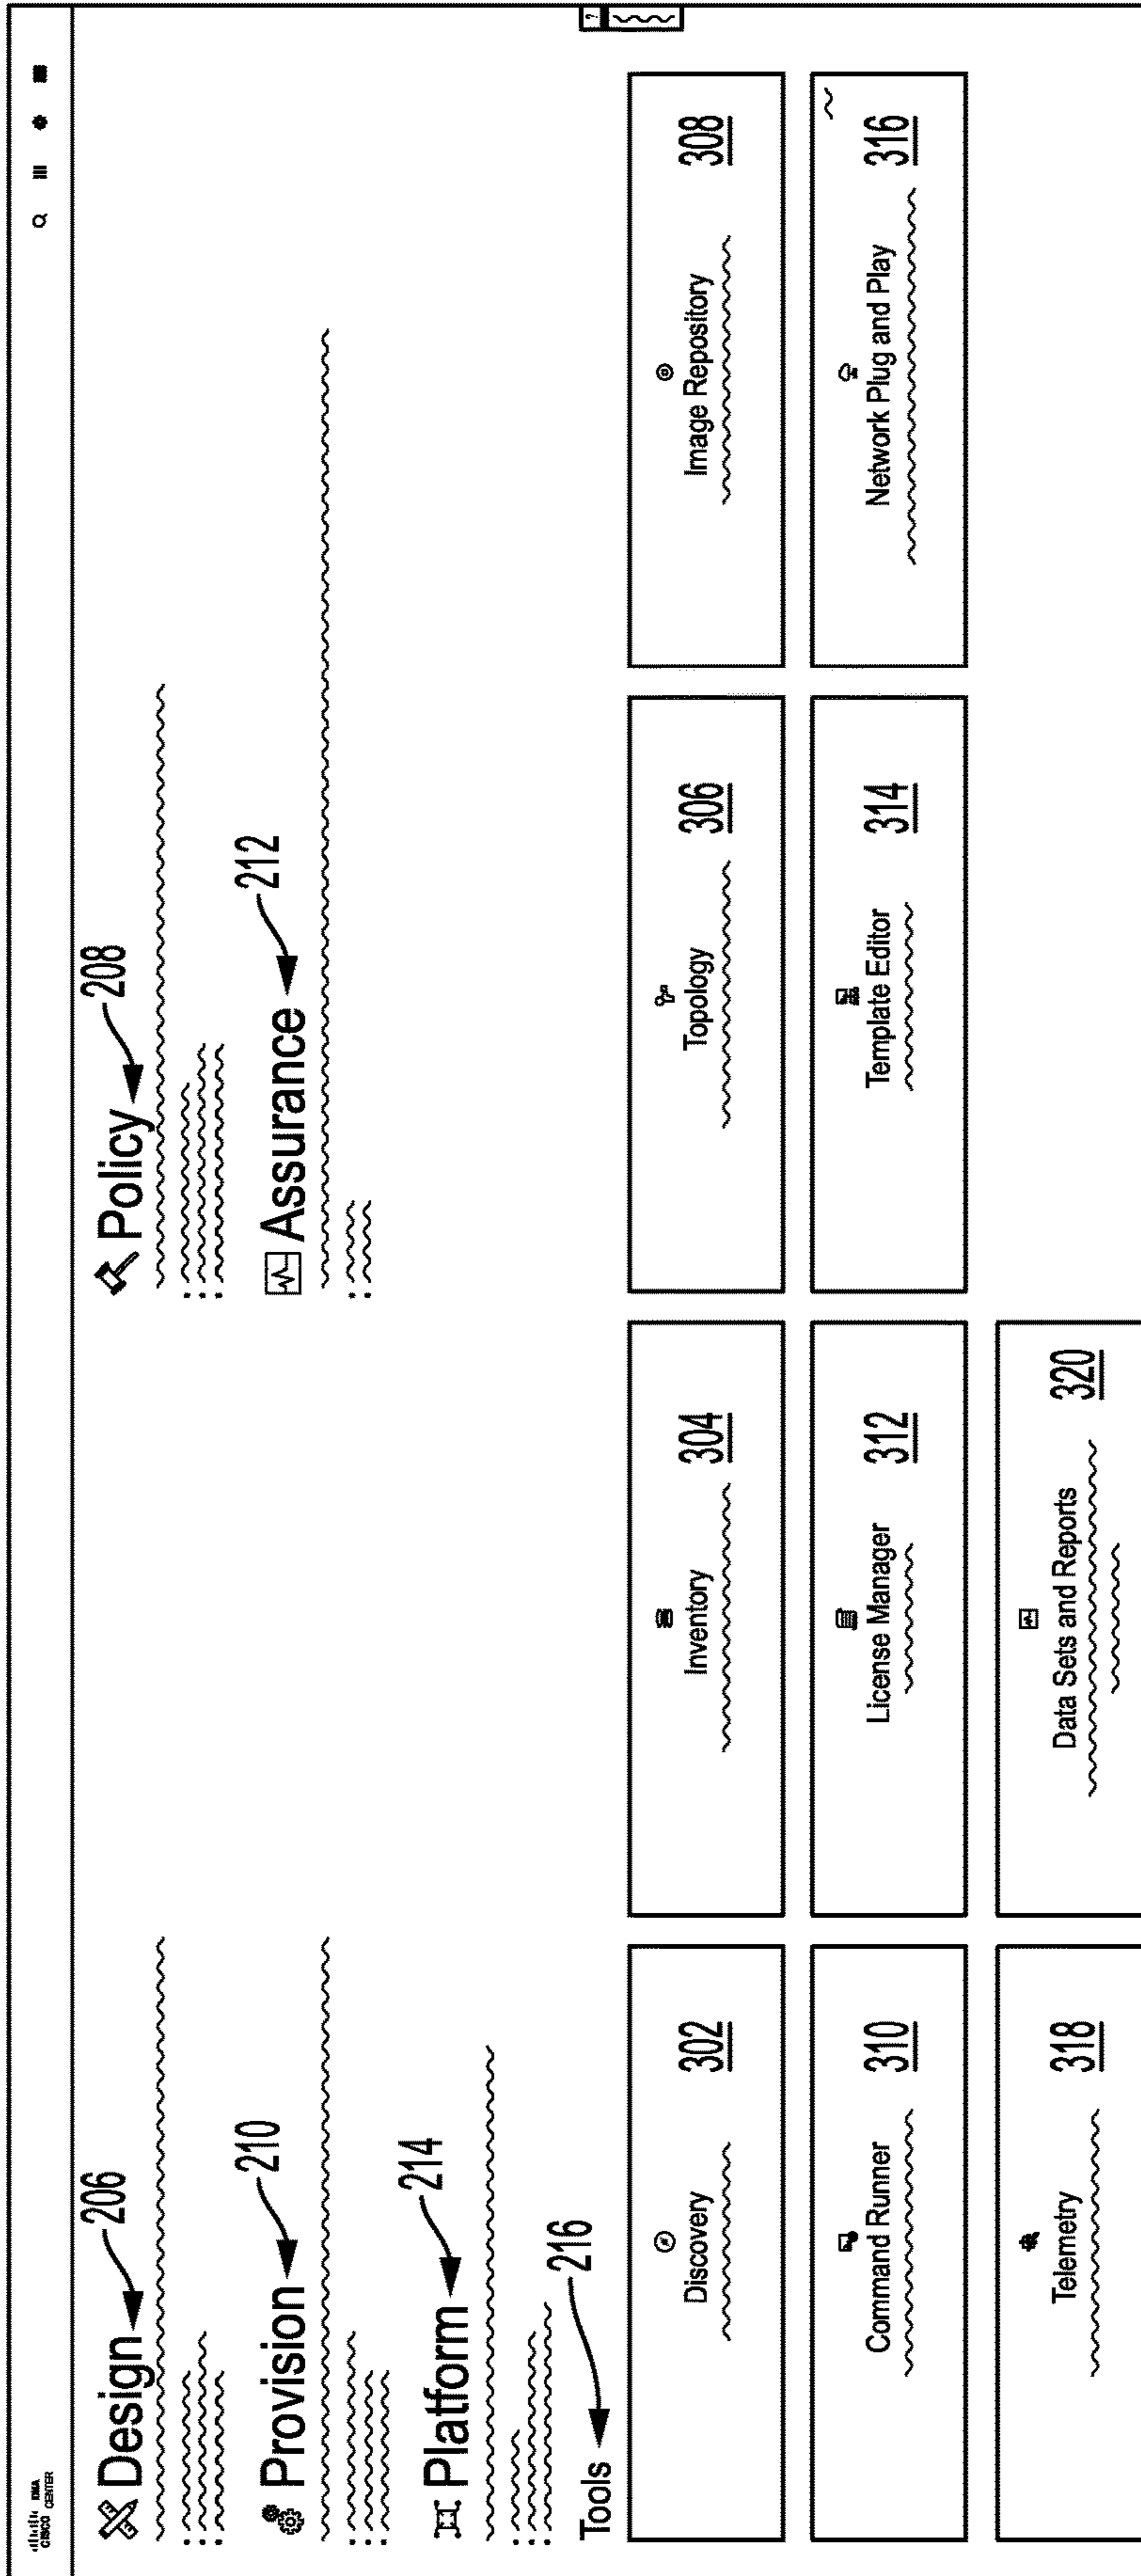 CISCO DNA CENTER
Design 206
Policy 208
Provision 210
Assurance 212
Platform 214
Tools 216
?
Discovery 302
Inventory 304
Topology 306
Image Repository 308
Command Runner 310
License Manager 312
Template Editor 314
Network Plug and Play 316
Telemetry 318
Data Sets and Reports 320